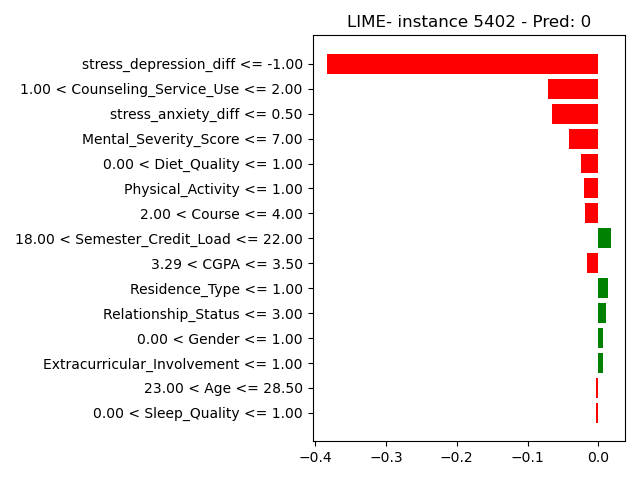 LIME- instance 5402 - Pred: 0
stress_depression_diff <= -1.00
1.00 < Counseling_Service_Use <= 2.00
stress_anxiety_diff <= 0.50
Mental_Severity_Score <= 7.00
0.00 < Diet_Quality <= 1.00
Physical_Activity <= 1.00
2.00 < Course <= 4.00
18.00 < Semester_Credit_Load <= 22.00
3.29 < CGPA <= 3.50
Residence_Type <= 1.00
Relationship_Status <= 3.00
0.00 < Gender <= 1.00
Extracurricular_Involvement <= 1.00
23.00 < Age <= 28.50
0.00 < Sleep_Quality <= 1.00
−0.4 −0.3 −0.2 −0.1 0.0